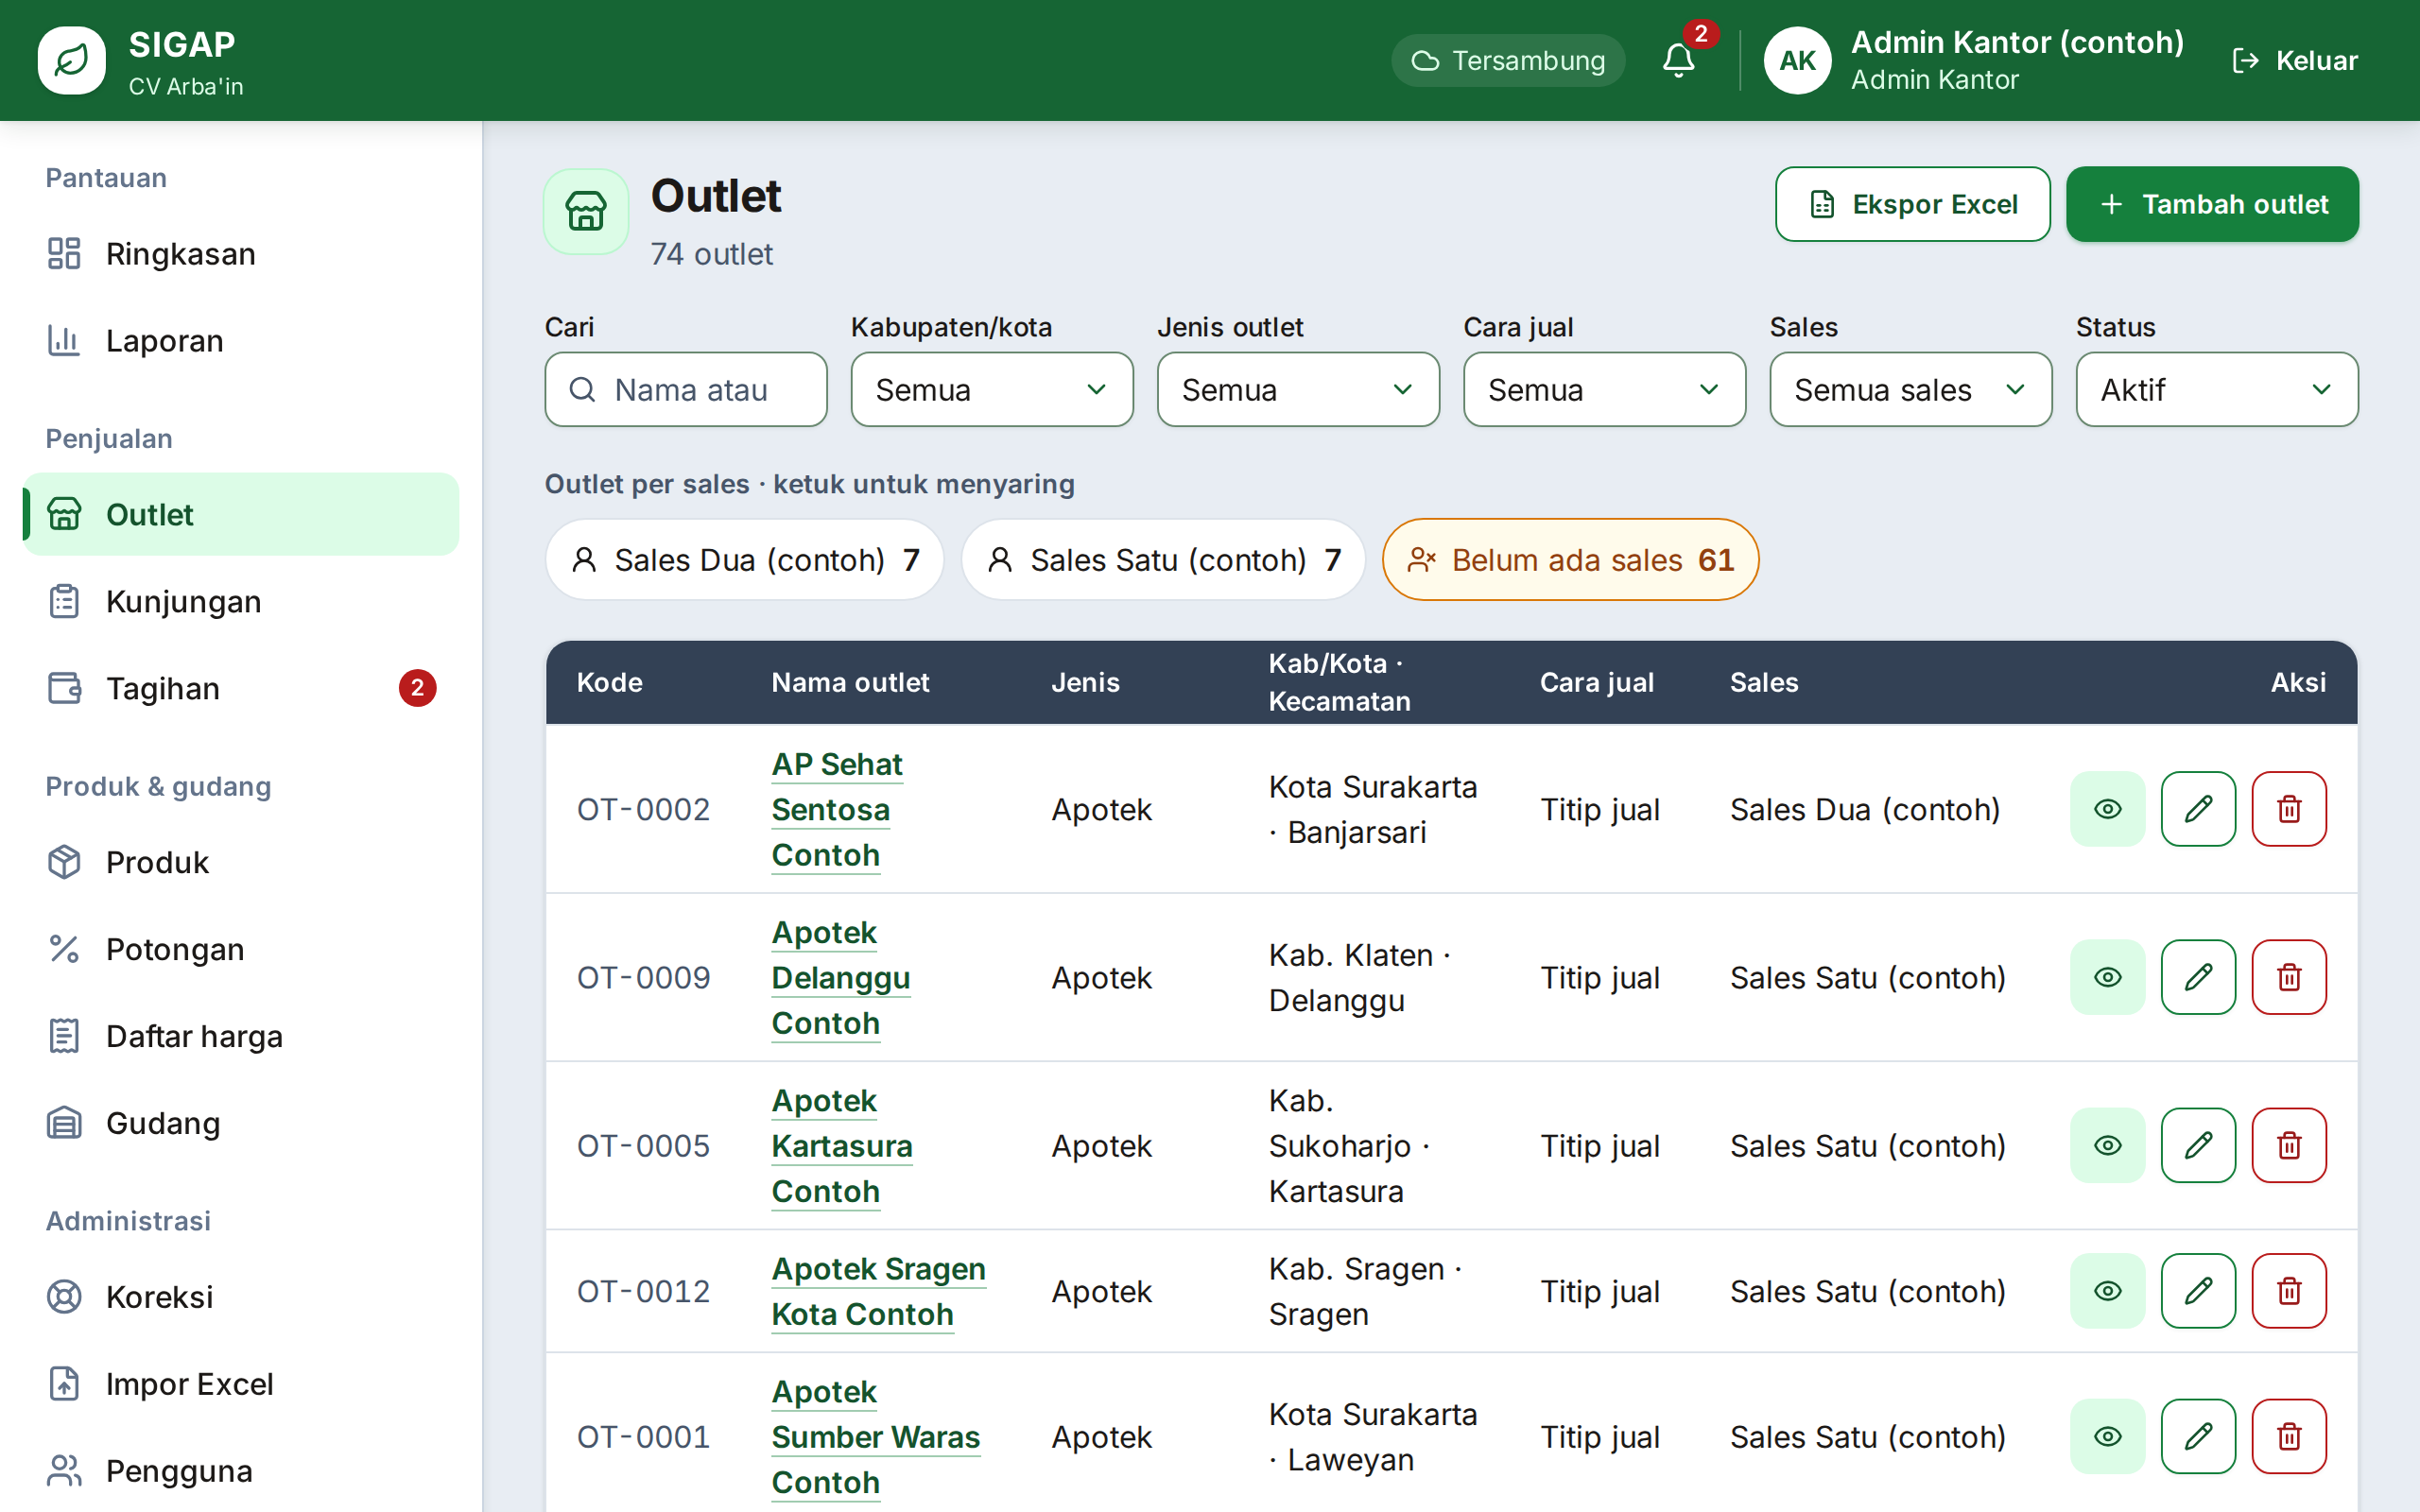 SIGAP
CV Arba'in
Tersambung
2
AK
Admin Kantor (contoh)
Admin Kantor
Keluar
Pantauan
Ringkasan
Laporan
Penjualan
Outlet
Kunjungan
Tagihan
2
Produk & gudang
Produk
Potongan
Daftar harga
Gudang
Administrasi
Koreksi
Impor Excel
Pengguna
Outlet
74 outlet
Ekspor Excel
Tambah outlet
Cari
Nama atau
Kabupaten/kota
Semua
Jenis outlet
Semua
Cara jual
Semua
Sales
Semua sales
Status
Aktif
Outlet per sales · ketuk untuk menyaring
Sales Dua (contoh) 7
Sales Satu (contoh) 7
Belum ada sales 61
Kode
Nama outlet
Jenis
Kab/Kota ·
Kecamatan
Cara jual
Sales
Aksi
OT-0002
AP Sehat
Sentosa
Contoh
Apotek
Kota Surakarta
· Banjarsari
Titip jual
Sales Dua (contoh)
OT-0009
Apotek
Delanggu
Contoh
Apotek
Kab. Klaten ·
Delanggu
Titip jual
Sales Satu (contoh)
OT-0005
Apotek
Kartasura
Contoh
Apotek
Kab.
Sukoharjo ·
Kartasura
Titip jual
Sales Satu (contoh)
OT-0012
Apotek Sragen
Kota Contoh
Apotek
Kab. Sragen ·
Sragen
Titip jual
Sales Satu (contoh)
OT-0001
Apotek
Sumber Waras
Contoh
Apotek
Kota Surakarta
· Laweyan
Titip jual
Sales Satu (contoh)